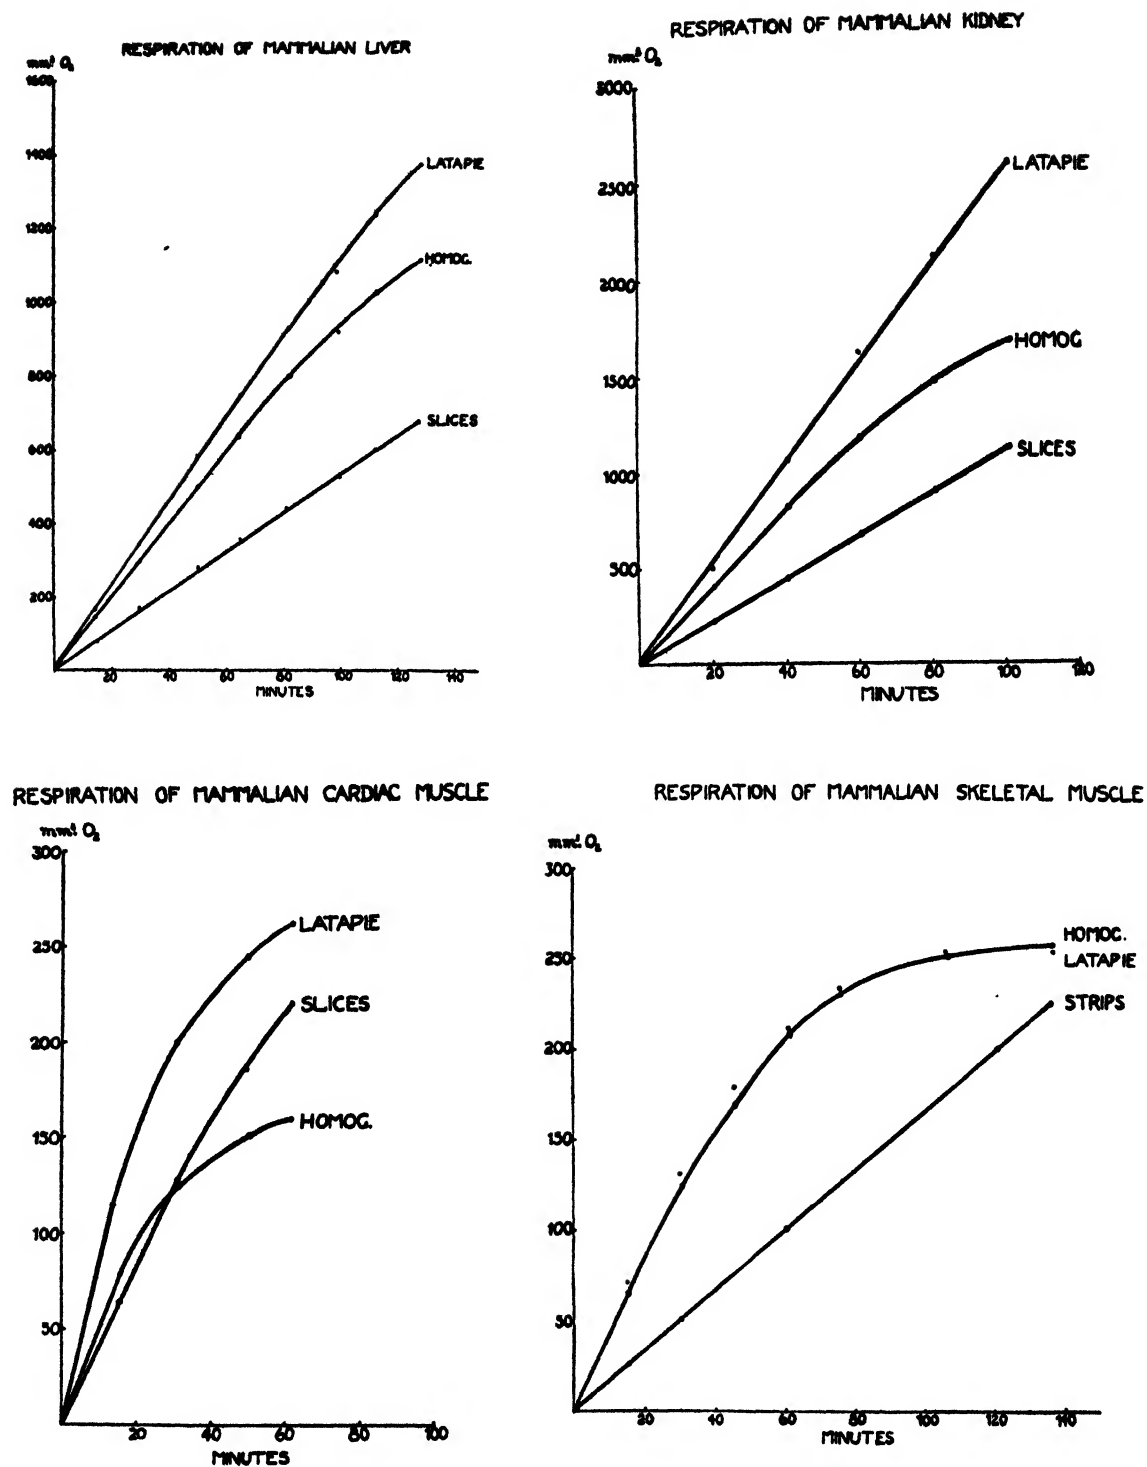 RESPIRATION OF MAMMALIAN LIVER
mm³ O₂
1600
1400
LATAPIE
1200
HOMOG.
1000
800
SLICES
600
400
200
20 40 60 80 100 120 140
MINUTES
RESPIRATION OF MAMMALIAN KIDNEY
mm³ O₂
3000
LATAPIE
2500
2000
HOMOG
1500
SLICES
1000
500
20 40 60 80 100 120
MINUTES
RESPIRATION OF MAMMALIAN CARDIAC MUSCLE
mm³ O₂
300
LATAPIE
250
SLICES
200
HOMOG.
150
100
50
20 40 60 80 100
MINUTES
RESPIRATION OF MAMMALIAN SKELETAL MUSCLE
mm³ O₂
300
HOMOG.
250
LATAPIE
STRIPS
200
150
100
50
20 40 60 80 100 120 140
MINUTES